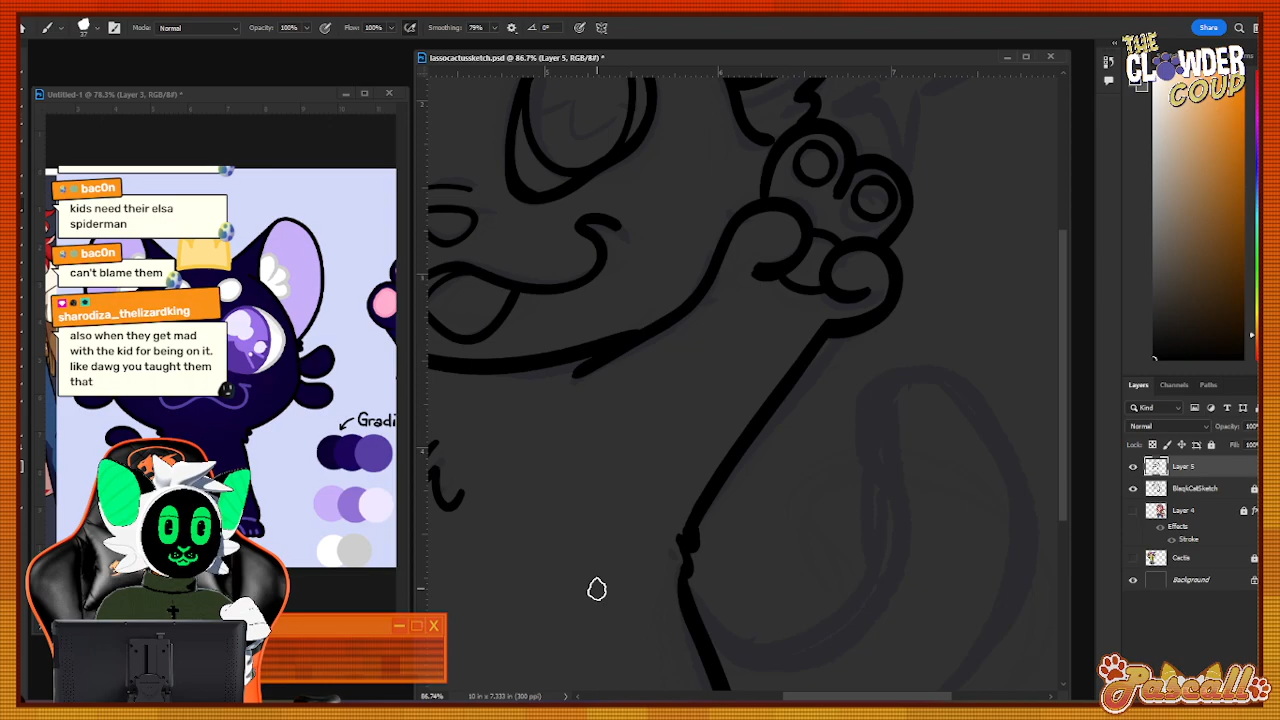 Mode: Normal
Opacity: 100%
Flow: 100%
Smoothing: 79%
0°
Share
37
THE CLOWDER COUP
lassocactussketch.psd @ 86.7% (Layer 5, RGB/8#) *
Untitled-1 @ 78.3% (Layer 3, RGB/8#) *
bac0n
kids need their elsa
spiderman
bac0n
can't blame them
sharodiza_thelizardking
also when they get mad
with the kid for being on it.
like dawg you taught them
that
Gradi
Layers
Channels
Paths
Kind
Normal
Opacity: 100
Lock:
Fill: 100
Layer 5
BlaqkCatSketch
Layer 4
Effects
Stroke
Cactis
Background
86.74%
10 in x 7.333 in (300 ppi)
Pascall